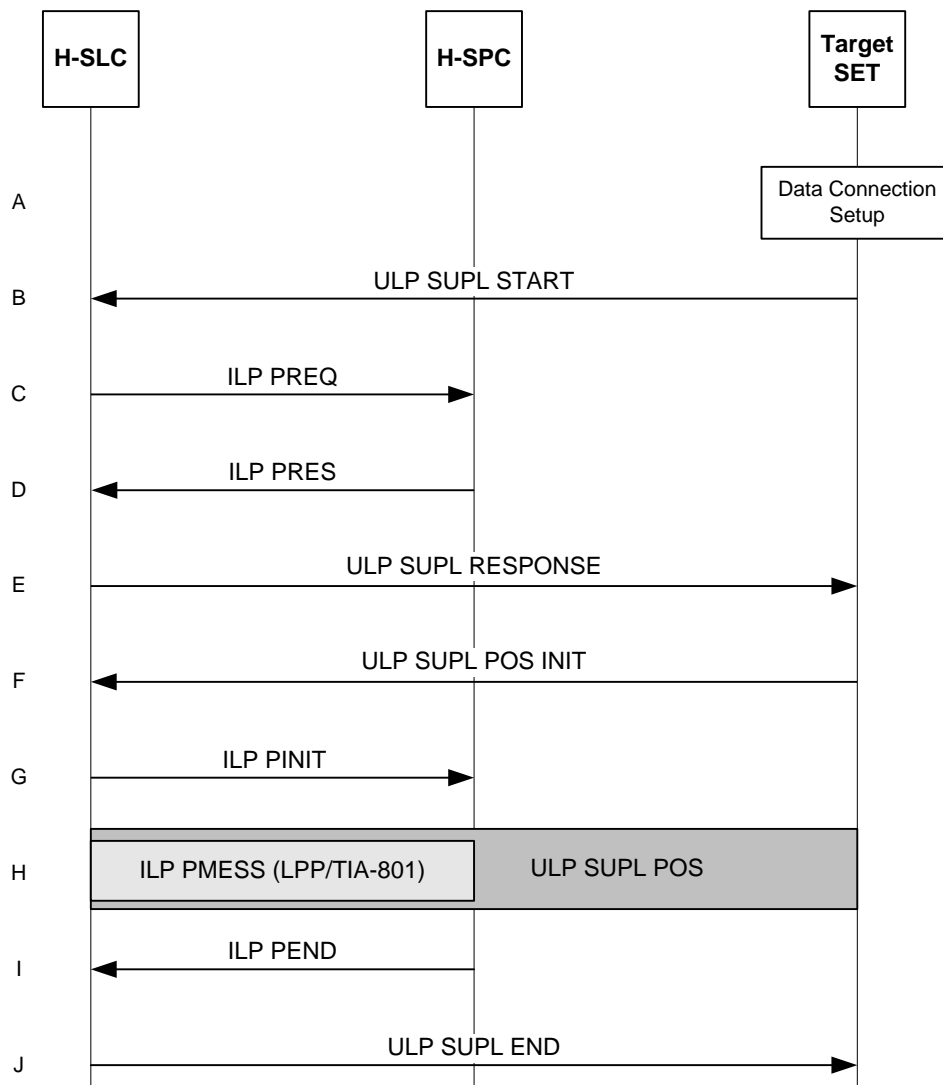 H-SLC
H-SPC
Target
SET
A
Data Connection
Setup
B
ULP SUPL START
C
ILP PREQ
D
ILP PRES
E
ULP SUPL RESPONSE
F
ULP SUPL POS INIT
G
ILP PINIT
H
ILP PMESS (LPP/TIA-801)
ULP SUPL POS
I
ILP PEND
J
ULP SUPL END